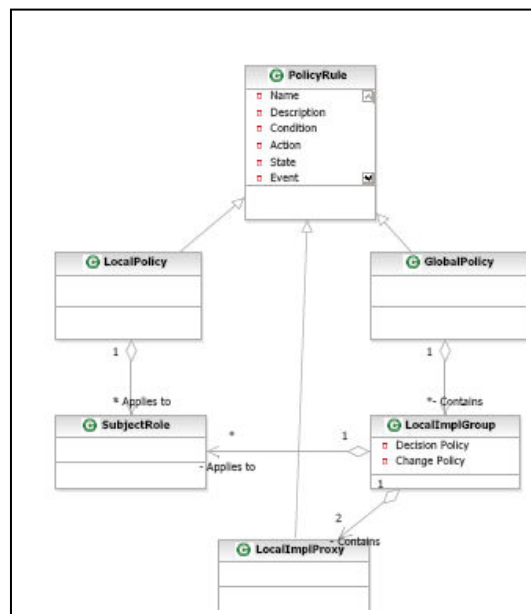 PolicyRule
Name
Description
Condition
Action
State
Event
LocalPolicy
GlobalPolicy
1
1
* Applies to
*- Contains
SubjectRole
LocalImplGroup
*
1
Decision Policy
Change Policy
- Applies to
1
2
- Contains
LocalImplProxy